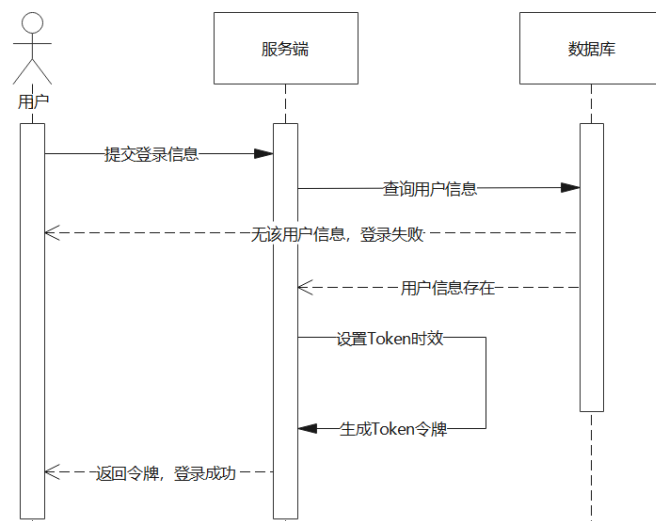 服务端
数据库
用户
提交登录信息
查询用户信息
无该用户信息，登录失败
用户信息存在
设置Token时效
生成Token令牌
返回令牌，登录成功